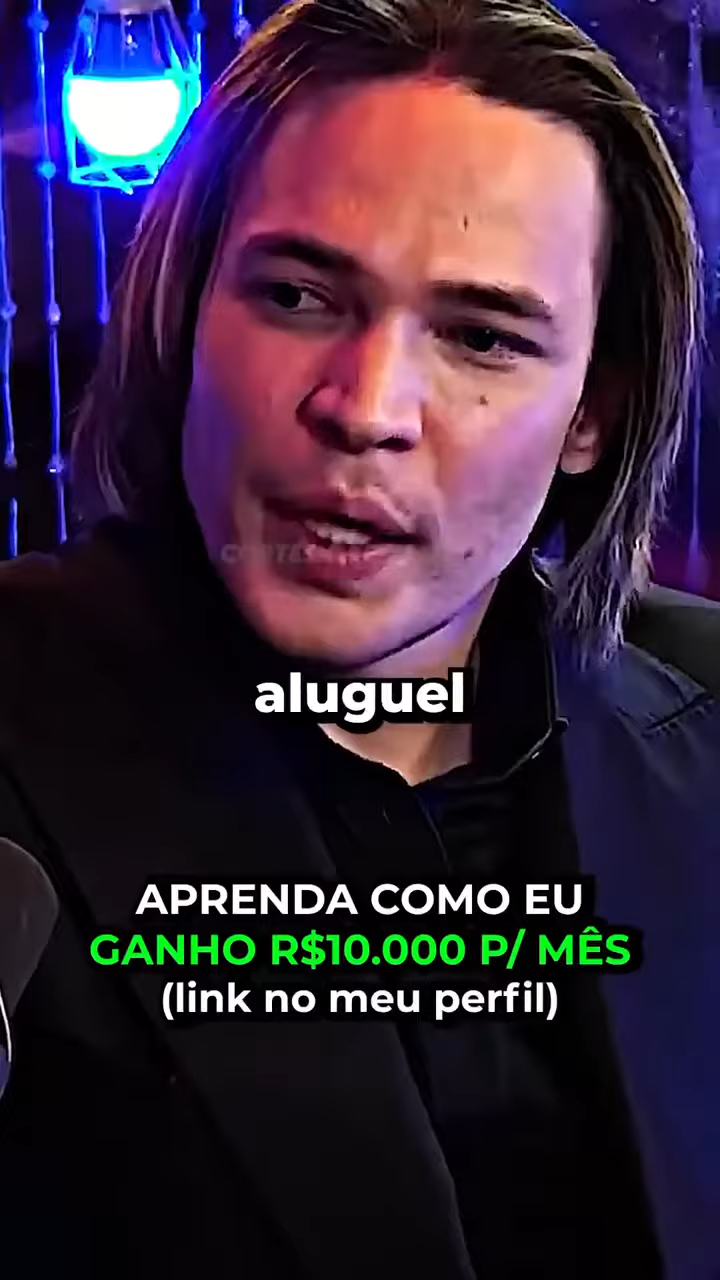 aluguel
APRENDA COMO EU
GANHO R$10.000 P/ MÊS
(link no meu perfil)